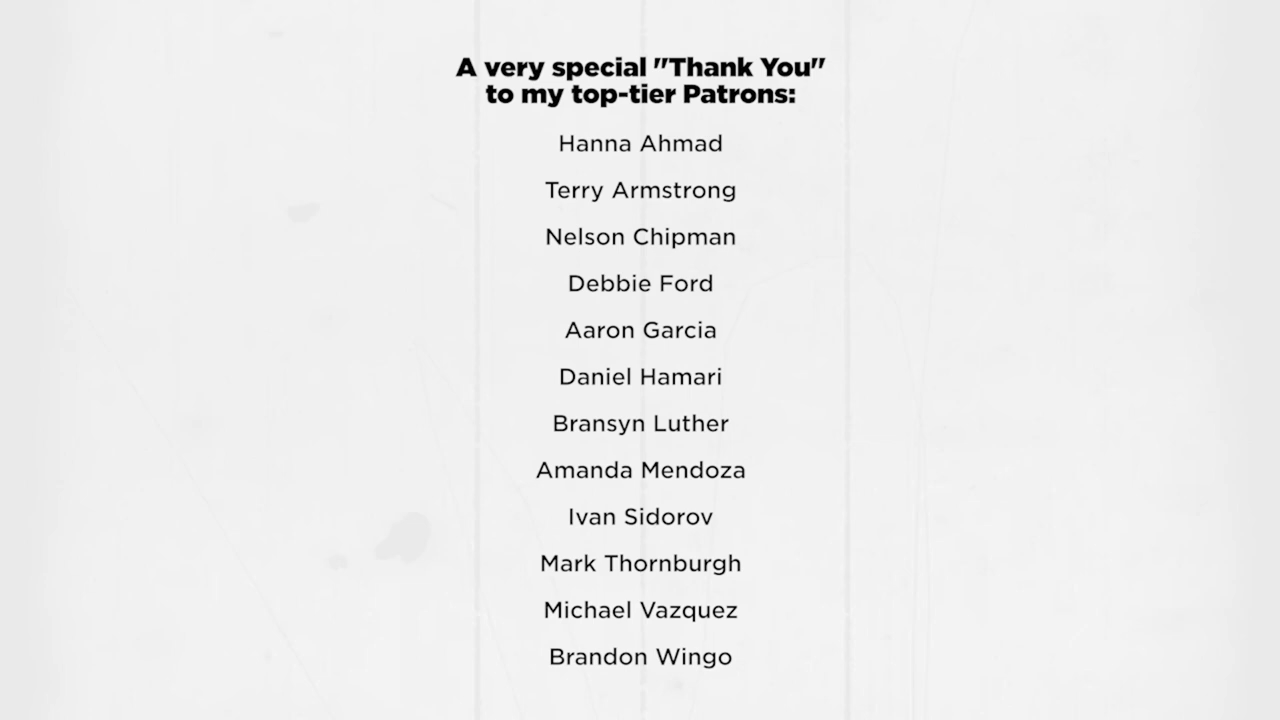 A very special "Thank You"
to my top-tier Patrons:
Hanna Ahmad
Terry Armstrong
Nelson Chipman
Debbie Ford
Aaron Garcia
Daniel Hamari
Bransyn Luther
Amanda Mendoza
Ivan Sidorov
Mark Thornburgh
Michael Vazquez
Brandon Wingo